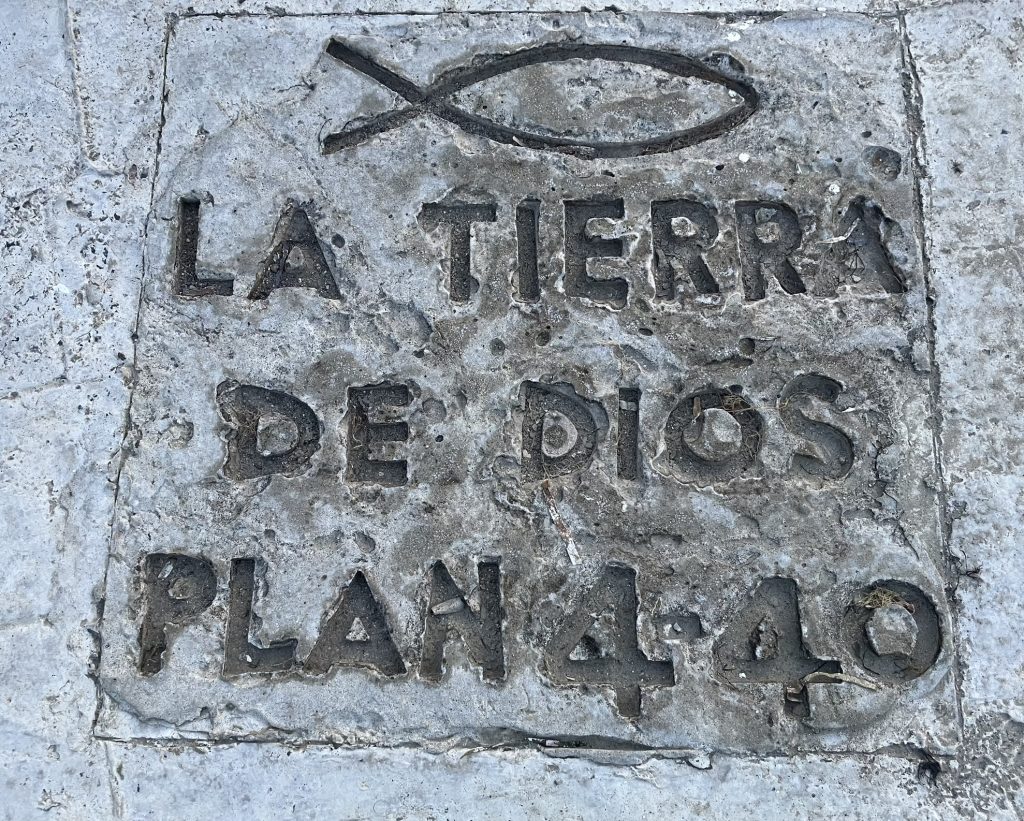 LA TIERRA
DE DIOS
PLAN 4-40